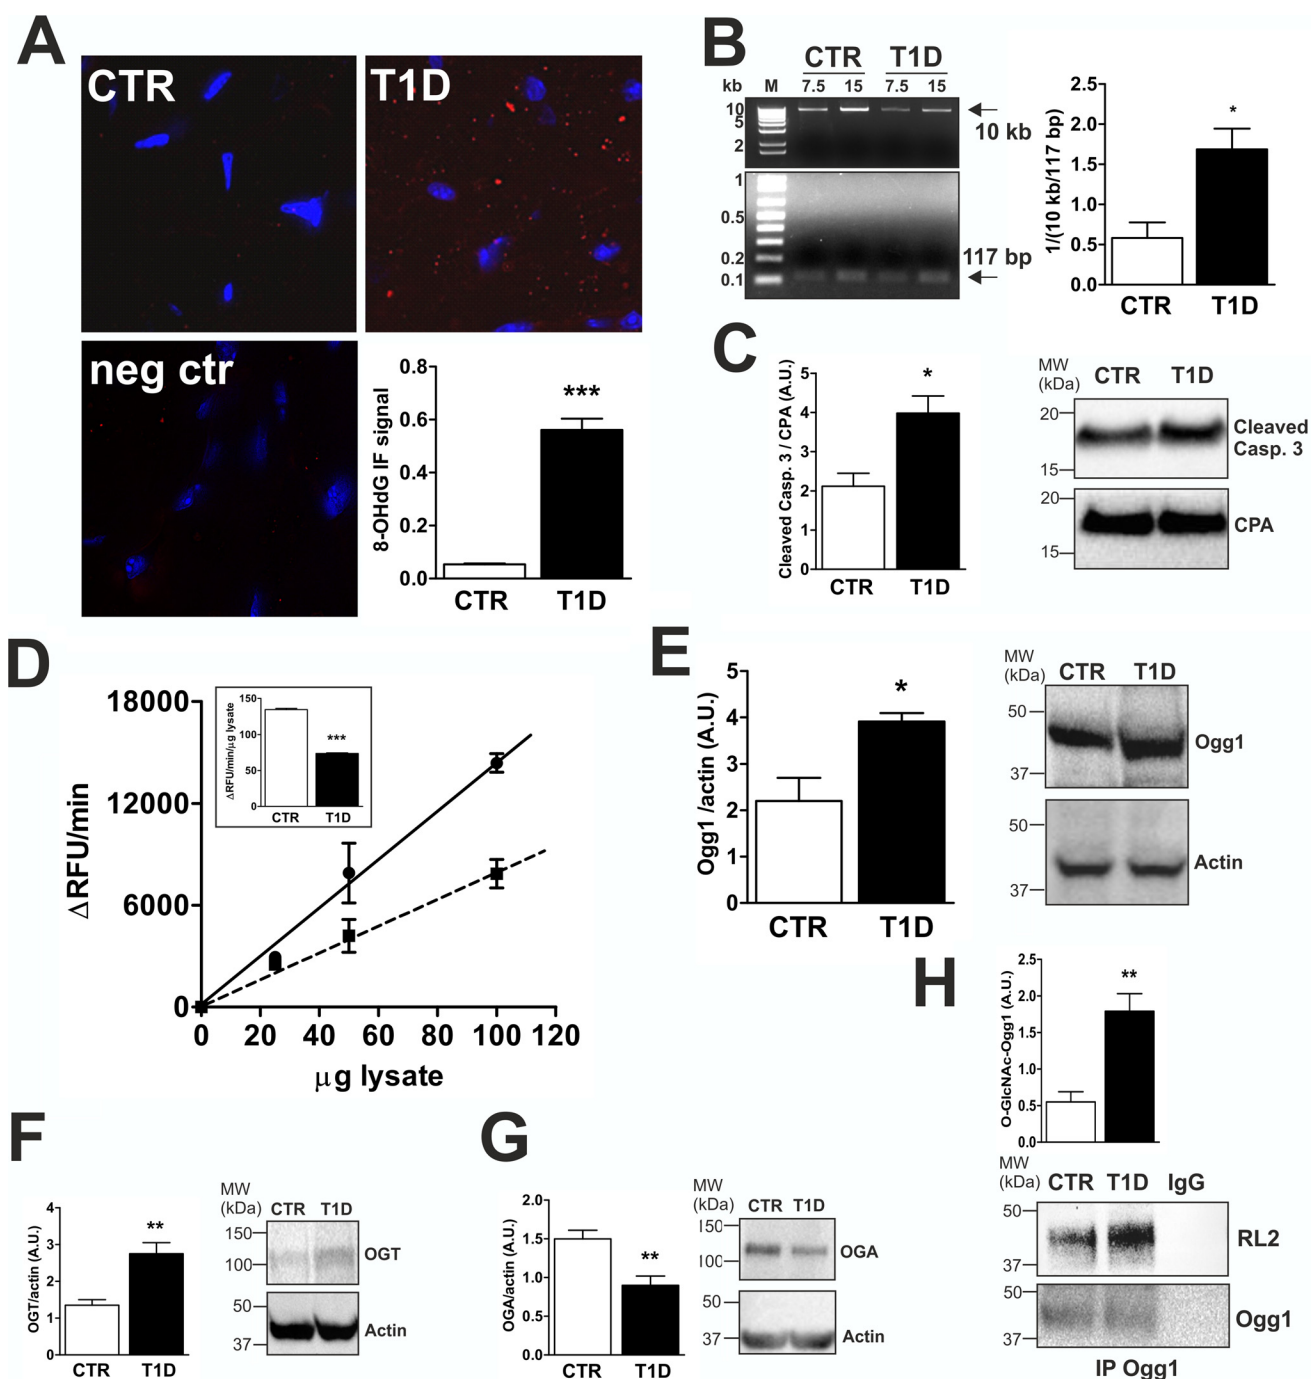 A
CTR
T1D
neg ctr
8-OHdG IF signal
0.8
0.6
0.4
0.2
0.0
***
CTR T1D
B
CTR T1D
kb M 7.5 15 7.5 15
10
5
2
10 kb
1
0.5
0.2
0.1
117 bp
1/(10 kb/117 bp)
2.5
2.0
1.5
1.0
0.5
0.0
*
CTR T1D
C
Cleaved Casp. 3 / CPA (A.U.)
5
4
3
2
1
0
*
CTR T1D
MW
(kDa)
CTR T1D
20
15
Cleaved
Casp. 3
20
15
CPA
D
ΔRFU/min
18000
12000
6000
0
0 20 40 60 80 100 120
μg lysate
ΔRFU/min/μg lysate
150
100
50
0
***
CTR T1D
E
Ogg1 /actin (A.U.)
5
4
3
2
1
0
*
CTR T1D
MW
(kDa)
CTR T1D
50
37
Ogg1
50
37
Actin
F
OGT/actin (A.U.)
4
3
2
1
0
**
CTR T1D
MW
(kDa)
CTR T1D
150
100
OGT
50
37
Actin
G
OGA/actin (A.U.)
2.0
1.5
1.0
0.5
0.0
**
CTR T1D
MW
(kDa)
CTR T1D
150
100
OGA
50
37
Actin
H
O-GlcNAc-Ogg1 (A.U.)
2.5
2.0
1.5
1.0
0.5
0.0
**
MW
(kDa)
CTR T1D IgG
50
37
RL2
50
37
Ogg1
IP Ogg1